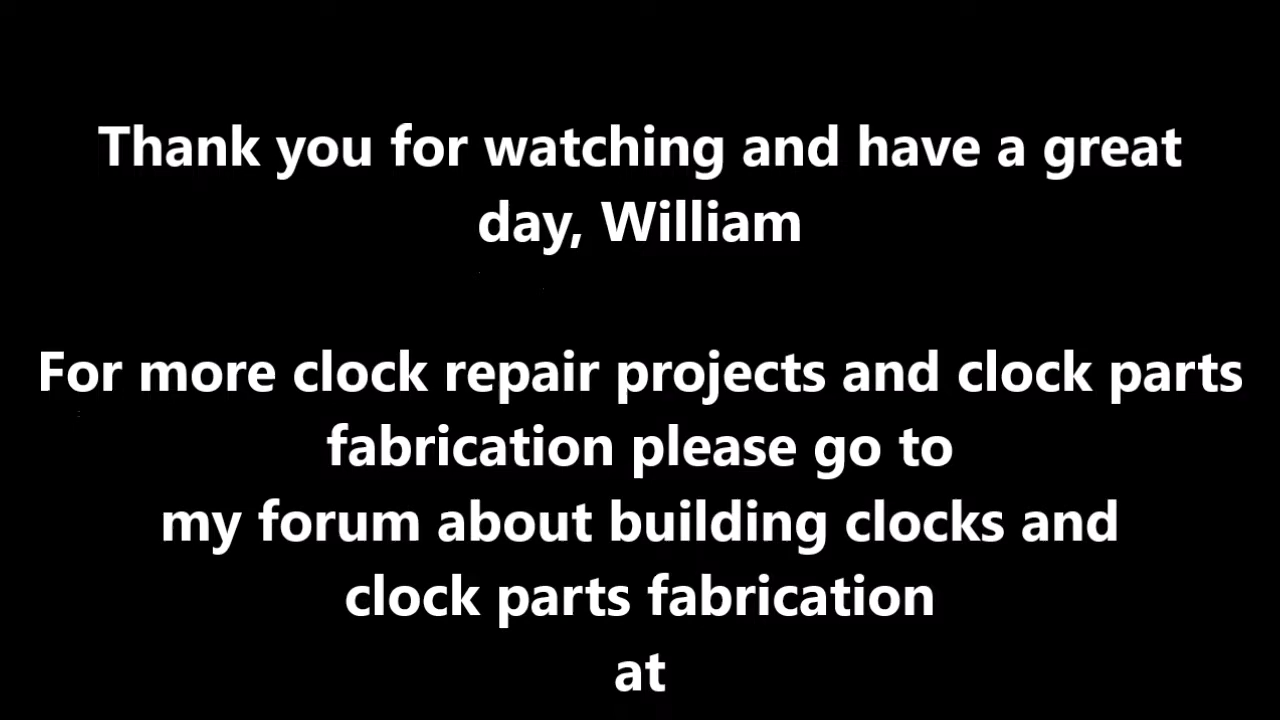 Thank you for watching and have a great
day, William
For more clock repair projects and clock parts
fabrication please go to
my forum about building clocks and
clock parts fabrication
at